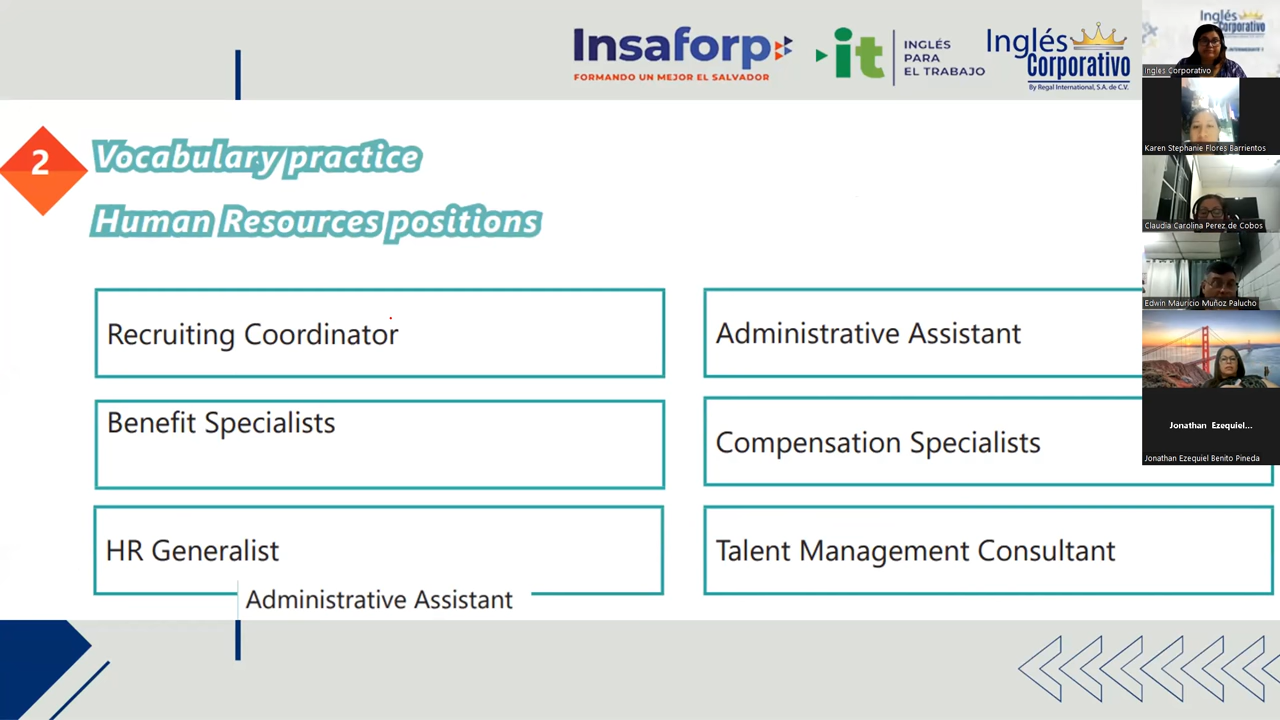 Insaforp
FORMANDO UN MEJOR EL SALVADOR
it
INGLÉS
PARA
EL TRABAJO
Inglés
Corporativo
By Regal International, S.A. de C.V.
2
Vocabulary practice
Human Resources positions
Recruiting Coordinator
Administrative Assistant
Benefit Specialists
Compensation Specialists
HR Generalist
Talent Management Consultant
Administrative Assistant
Inglés
Corporativo
Inglés Corporativo
Karen Stephanie Flores Barrientos
Claudia Carolina Perez de Cobos
Edwin Mauricio Muñoz Palucho
Jonathan Ezequiel...
Jonathan Ezequiel Benito Pineda